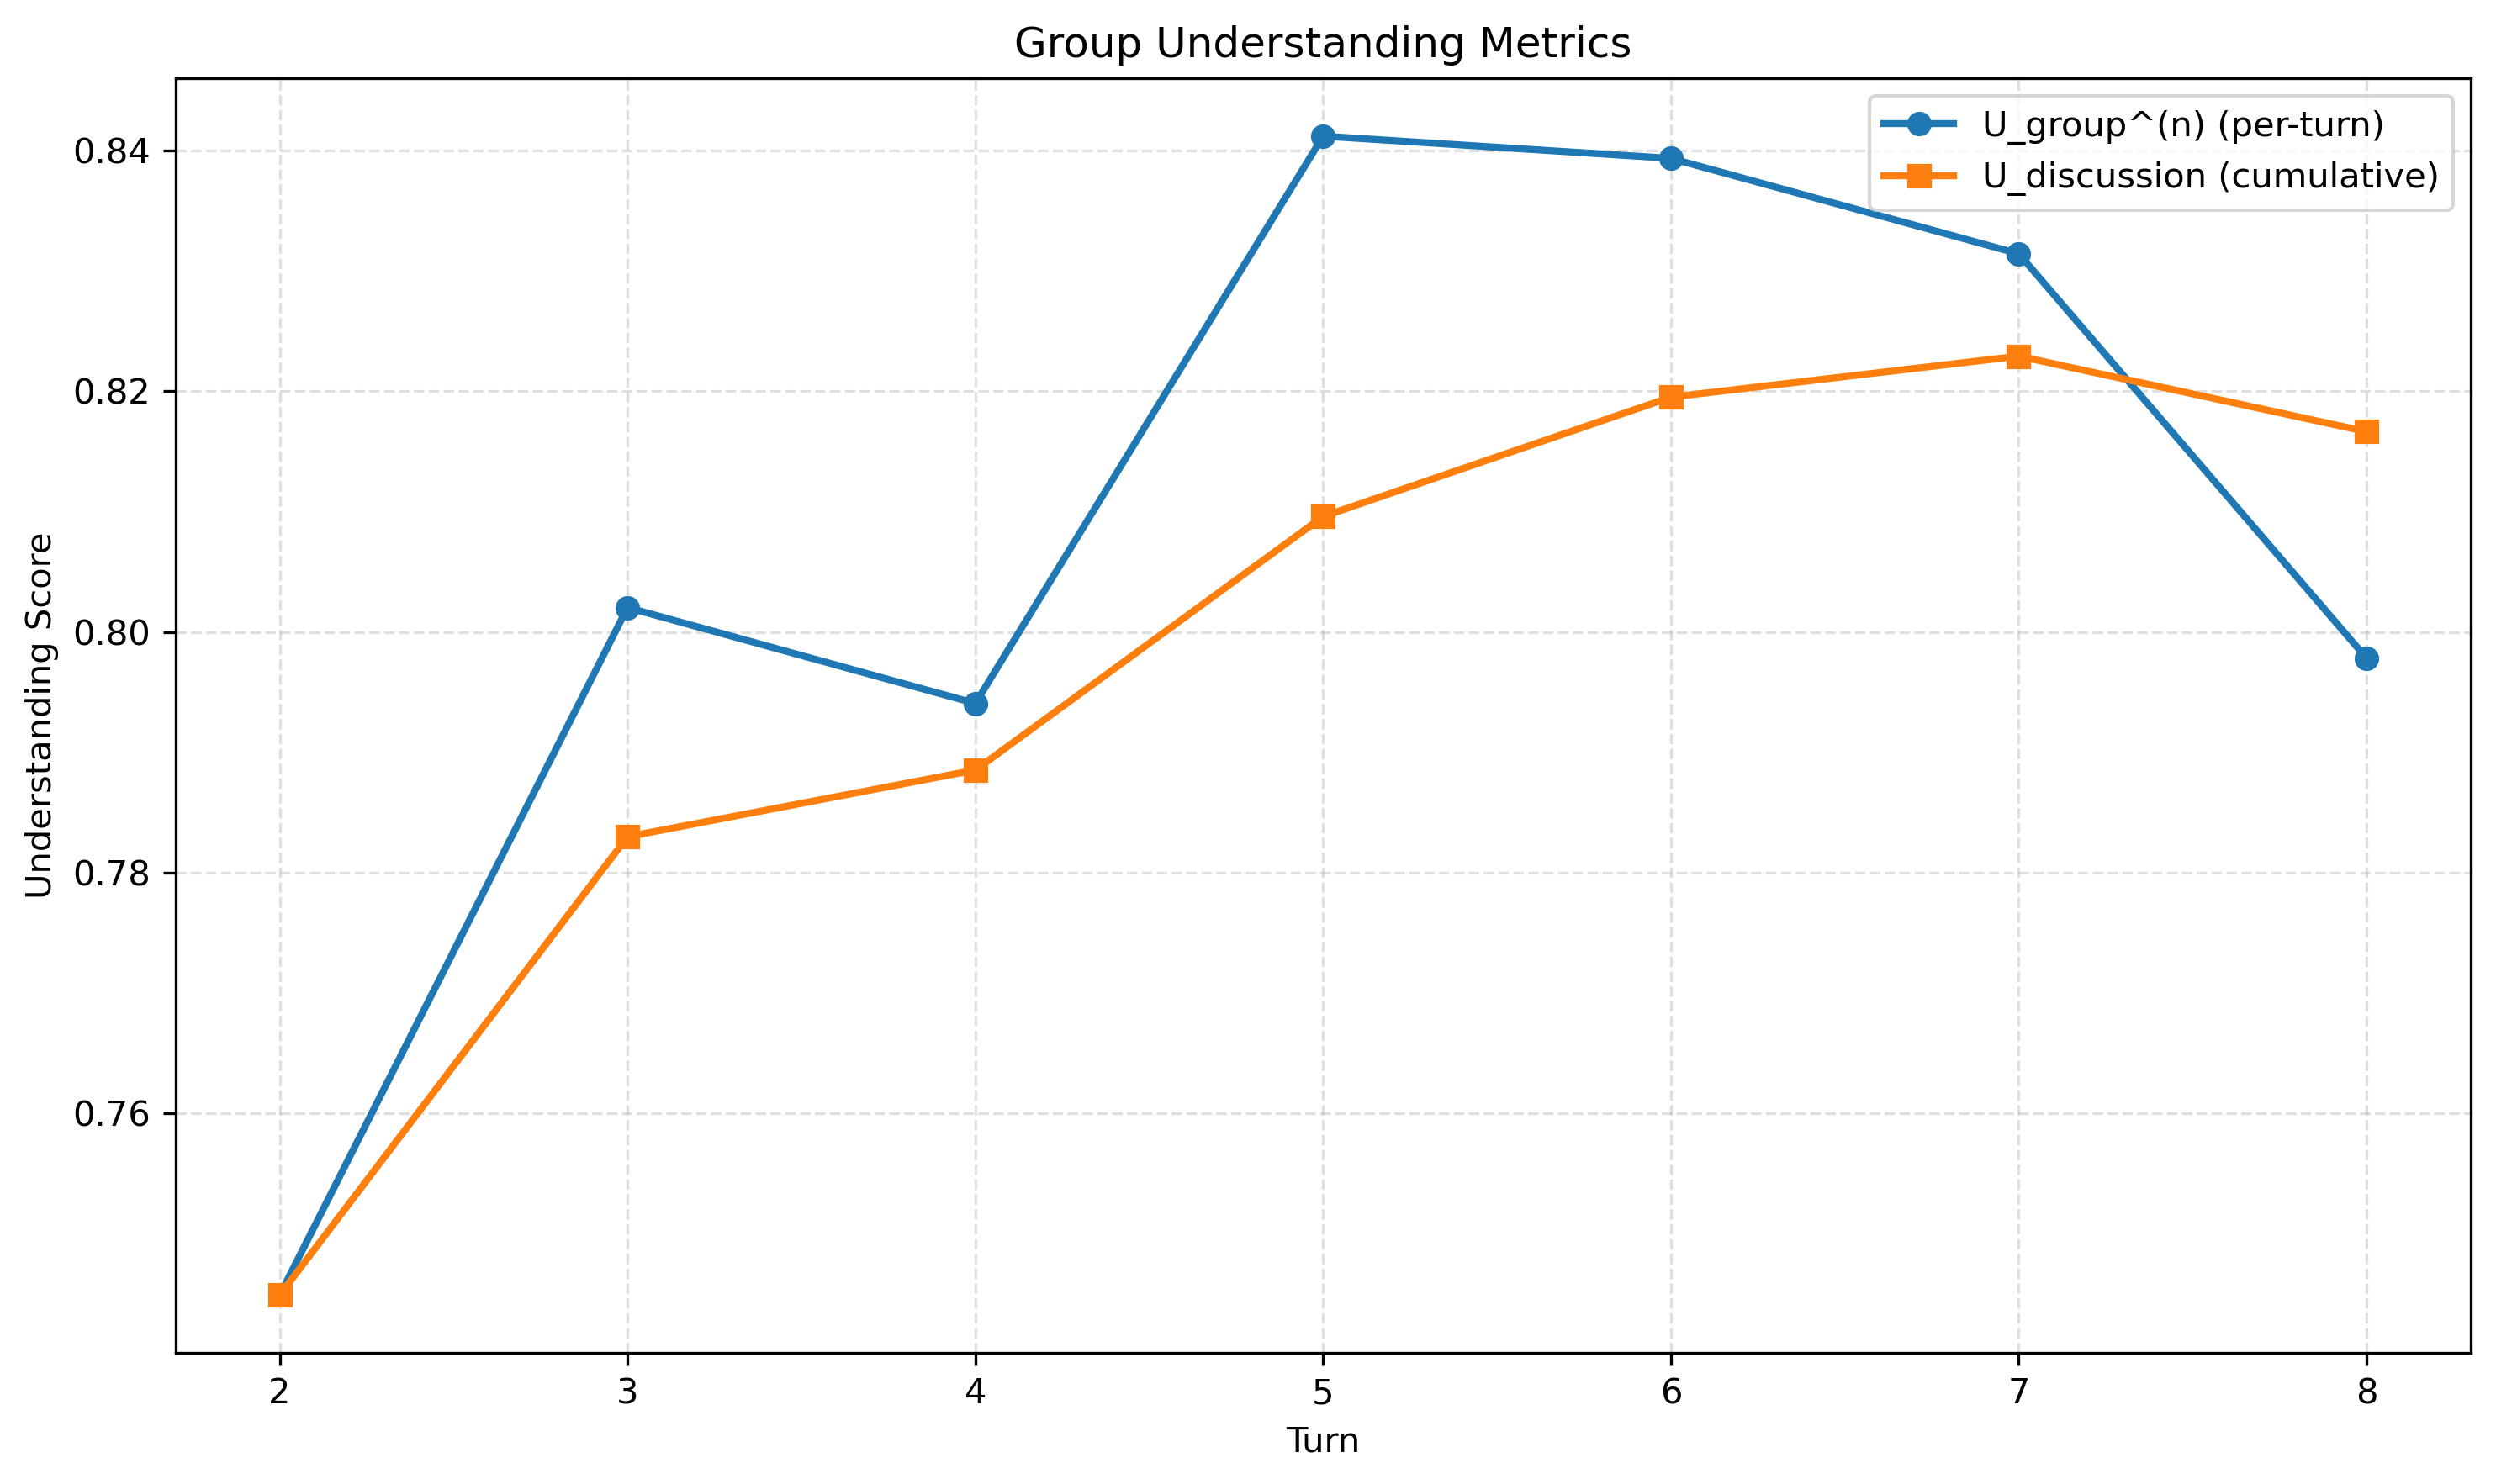 Group Understanding Metrics
U_group^(n) (per-turn)
U_discussion (cumulative)
Understanding Score
0.84
0.82
0.80
0.78
0.76
2 3 4 5 6 7 8
Turn